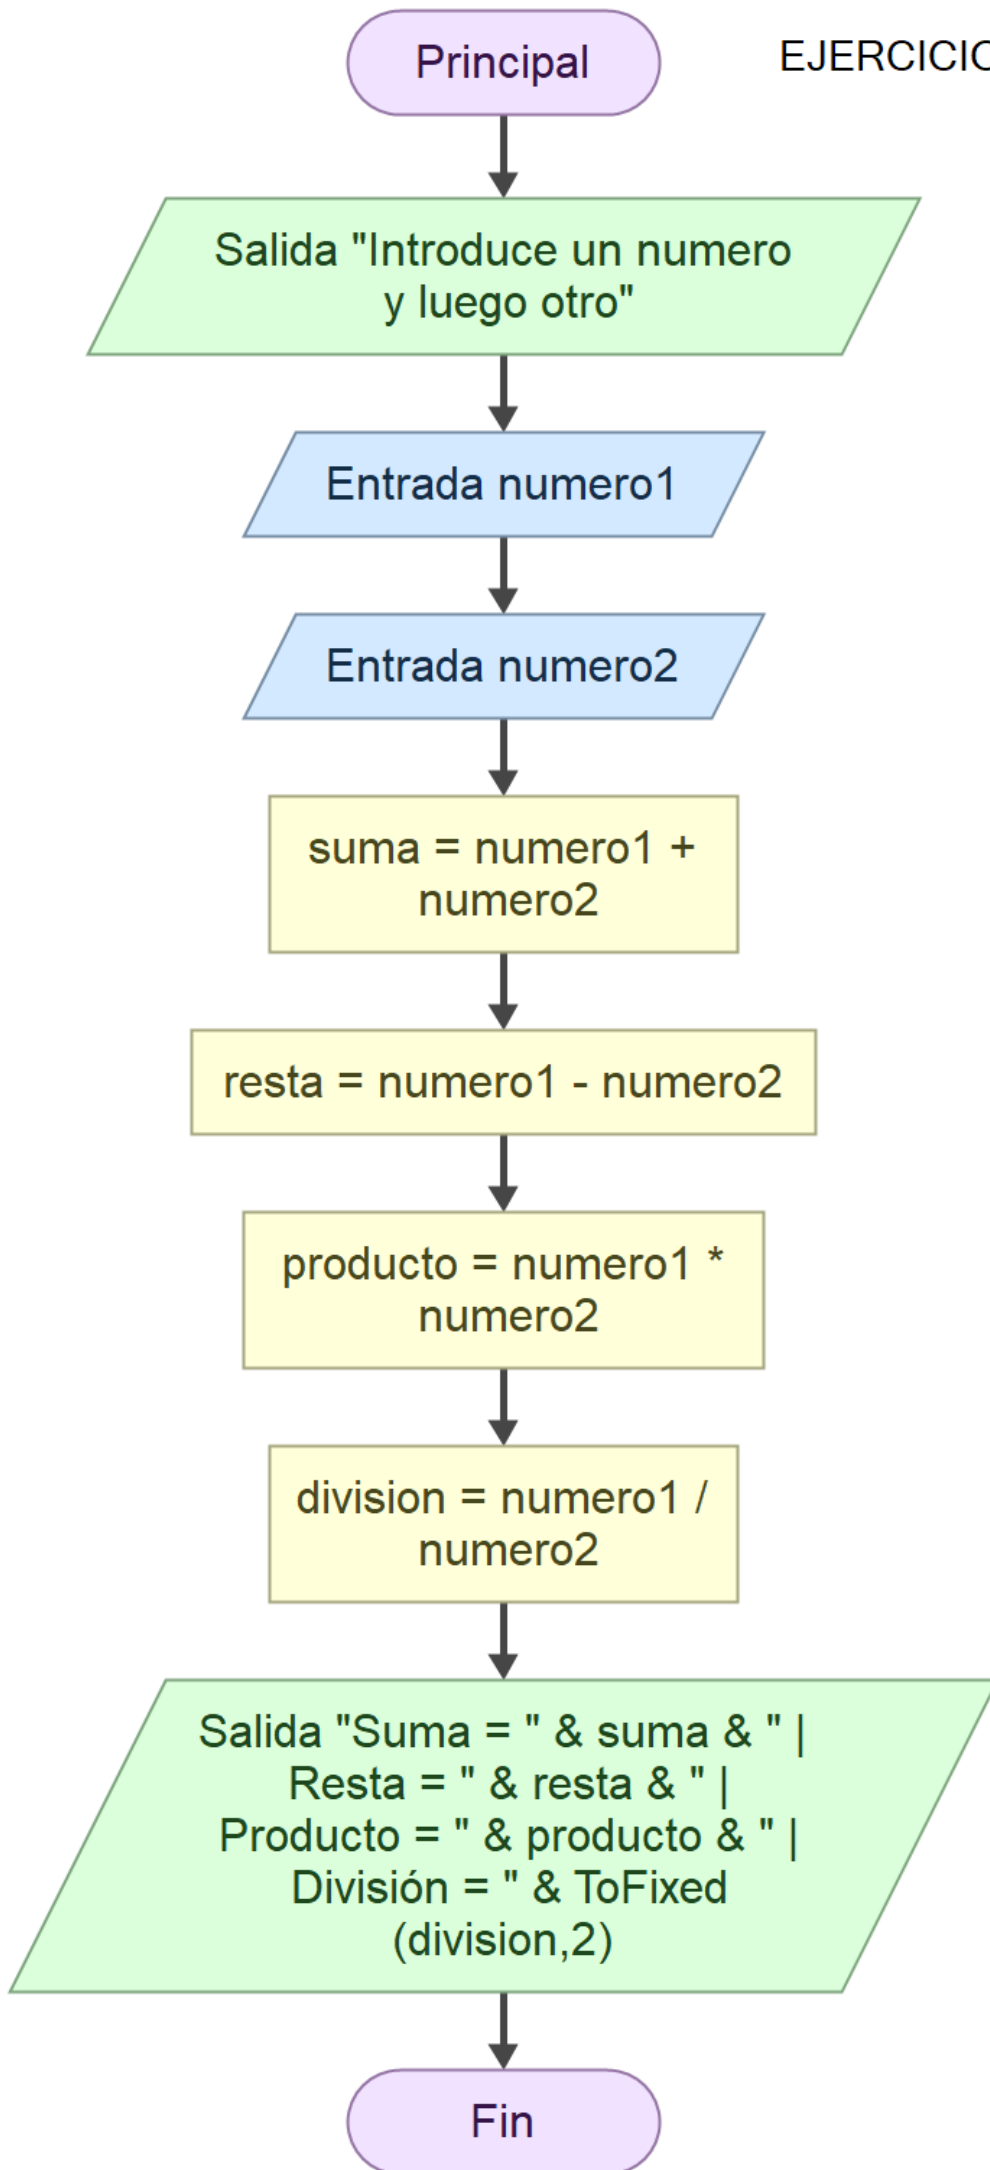 Principal
EJERCICIO
Salida "Introduce un numero
y luego otro"
Entrada numero1
Entrada numero2
suma = numero1 +
numero2
resta = numero1 - numero2
producto = numero1 *
numero2
division = numero1 /
numero2
Salida "Suma = " & suma & " |
Resta = " & resta & " |
Producto = " & producto & " |
División = " & ToFixed
(division,2)
Fin